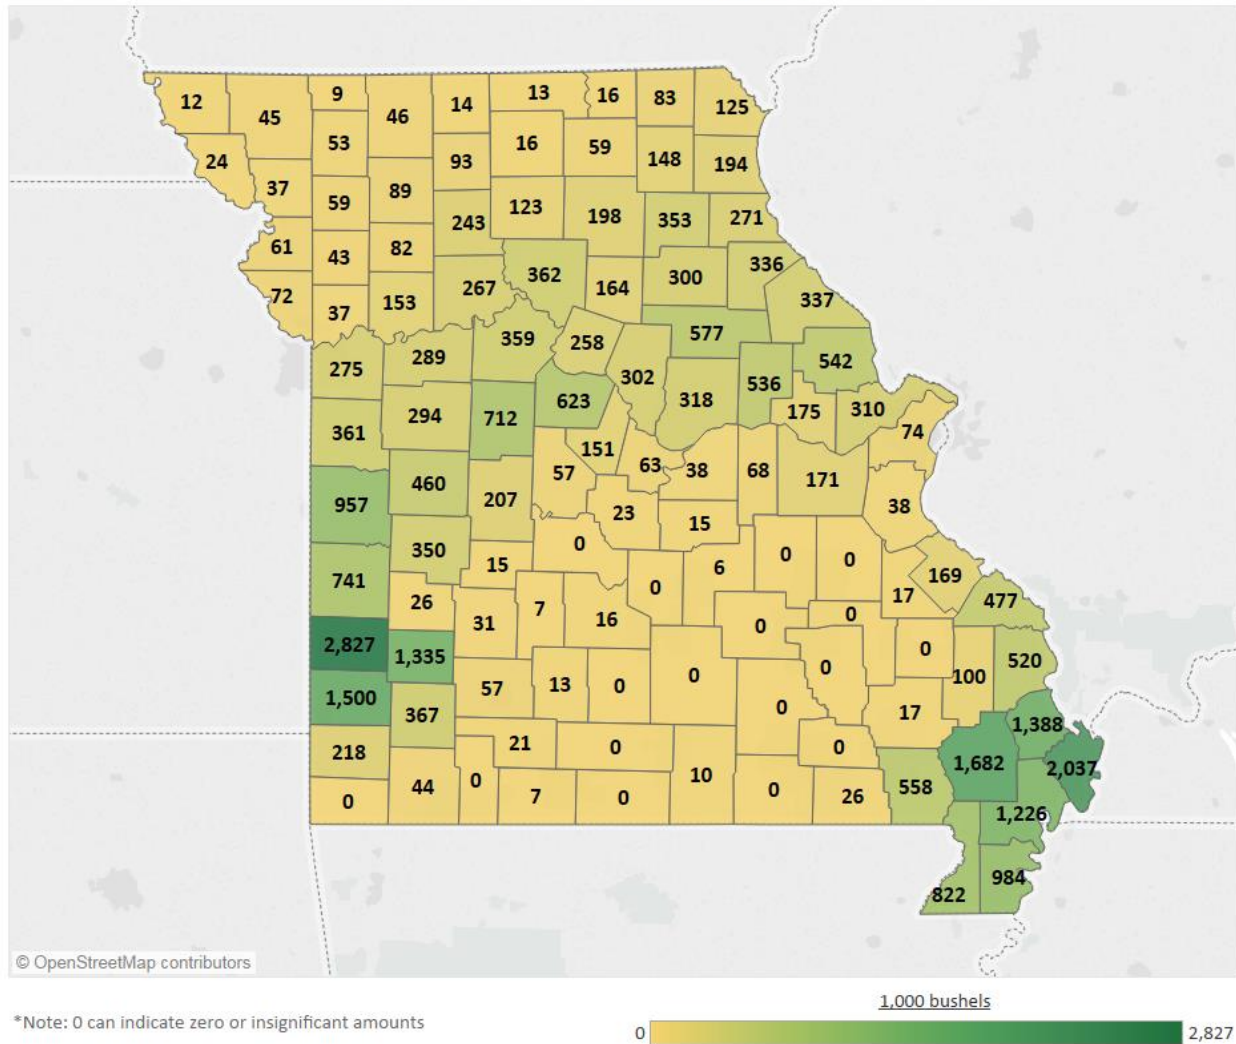 12 45 9 46 14 13 16 83 125
24 37 53 93 16 59 148 194
59 89 243 123 198 353 271
61 43 82 267 362 164 300 336
72 37 153 337
275 289 359 258 577 542
361 294 712 623 302 318 536 175 310 74
957 460 207 57 151 63 38 68 171 38
350 23 15
741 15 0 0 6 0 0 17 169 477
26 31 7 16 0 0 0 520
2,827 1,335
1,500 367 57 13 0 0 0 0 17 100
218 21 0 0 1,682 1,388 2,037
0 44 0 7 0 10 0 26 558 1,226
822 984
© OpenStreetMap contributors
1,000 bushels
*Note: 0 can indicate zero or insignificant amounts
0 2,827